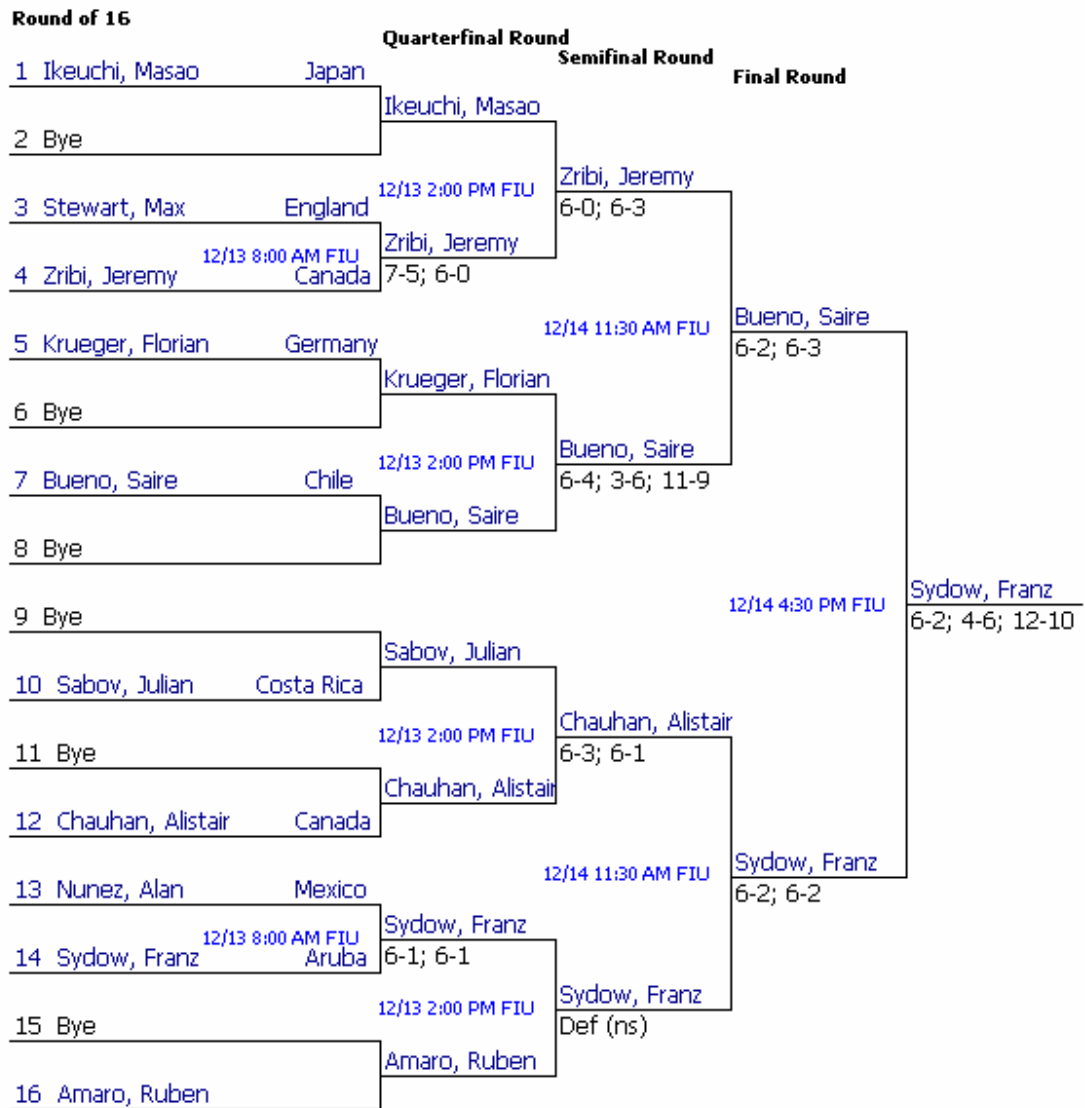 Round of 16
Quarterfinal Round
Semifinal Round
Final Round
1 Ikeuchi, Masao Japan
Ikeuchi, Masao
2 Bye
12/13 2:00 PM FIU
Zribi, Jeremy
6-0; 6-3
3 Stewart, Max England
12/13 8:00 AM FIU
Zribi, Jeremy
7-5; 6-0
4 Zribi, Jeremy Canada
12/14 11:30 AM FIU
Bueno, Saire
6-2; 6-3
5 Krueger, Florian Germany
Krueger, Florian
6 Bye
12/13 2:00 PM FIU
Bueno, Saire
6-4; 3-6; 11-9
7 Bueno, Saire Chile
Bueno, Saire
8 Bye
12/14 4:30 PM FIU
Sydow, Franz
6-2; 4-6; 12-10
9 Bye
Sabov, Julian
10 Sabov, Julian Costa Rica
12/13 2:00 PM FIU
Chauhan, Alistair
6-3; 6-1
11 Bye
Chauhan, Alistair
12 Chauhan, Alistair Canada
12/14 11:30 AM FIU
Sydow, Franz
6-2; 6-2
13 Nunez, Alan Mexico
12/13 8:00 AM FIU
Sydow, Franz
6-1; 6-1
14 Sydow, Franz Aruba
12/13 2:00 PM FIU
Sydow, Franz
Def (ns)
15 Bye
Amaro, Ruben
16 Amaro, Ruben